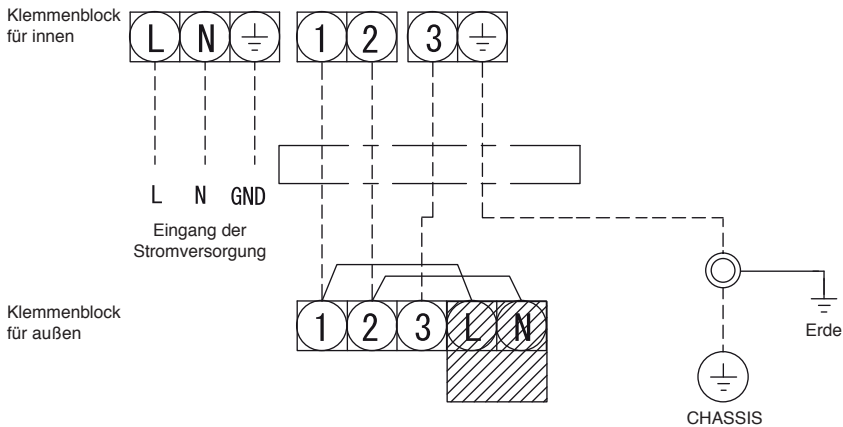 Klemmenblock
für innen
L N 1 2 3
L N GND
Eingang der
Stromversorgung
Klemmenblock
für außen
1 2 3 L N
Erde
CHASSIS